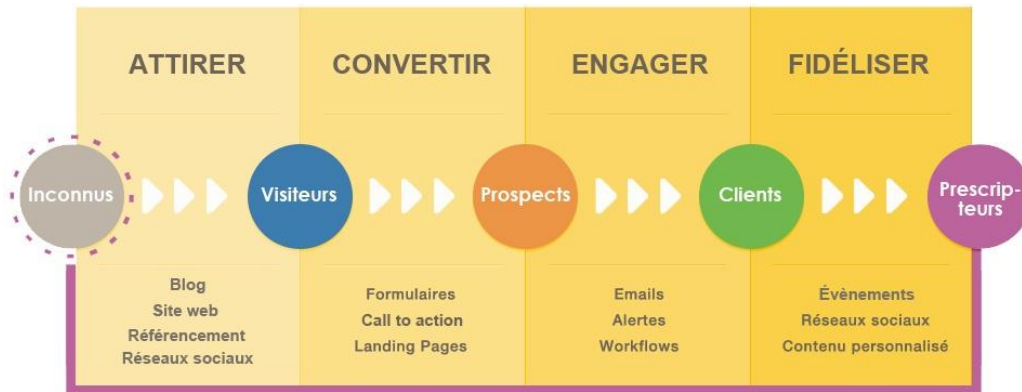 ATTIRER
CONVERTIR
ENGAGER
FIDÉLISER
Inconnus
Visiteurs
Prospects
Clients
Prescrip-
teurs
Blog
Site web
Référencement
Réseaux sociaux
Formulaires
Call to action
Landing Pages
Emails
Alertes
Workflows
Évènements
Réseaux sociaux
Contenu personnalisé